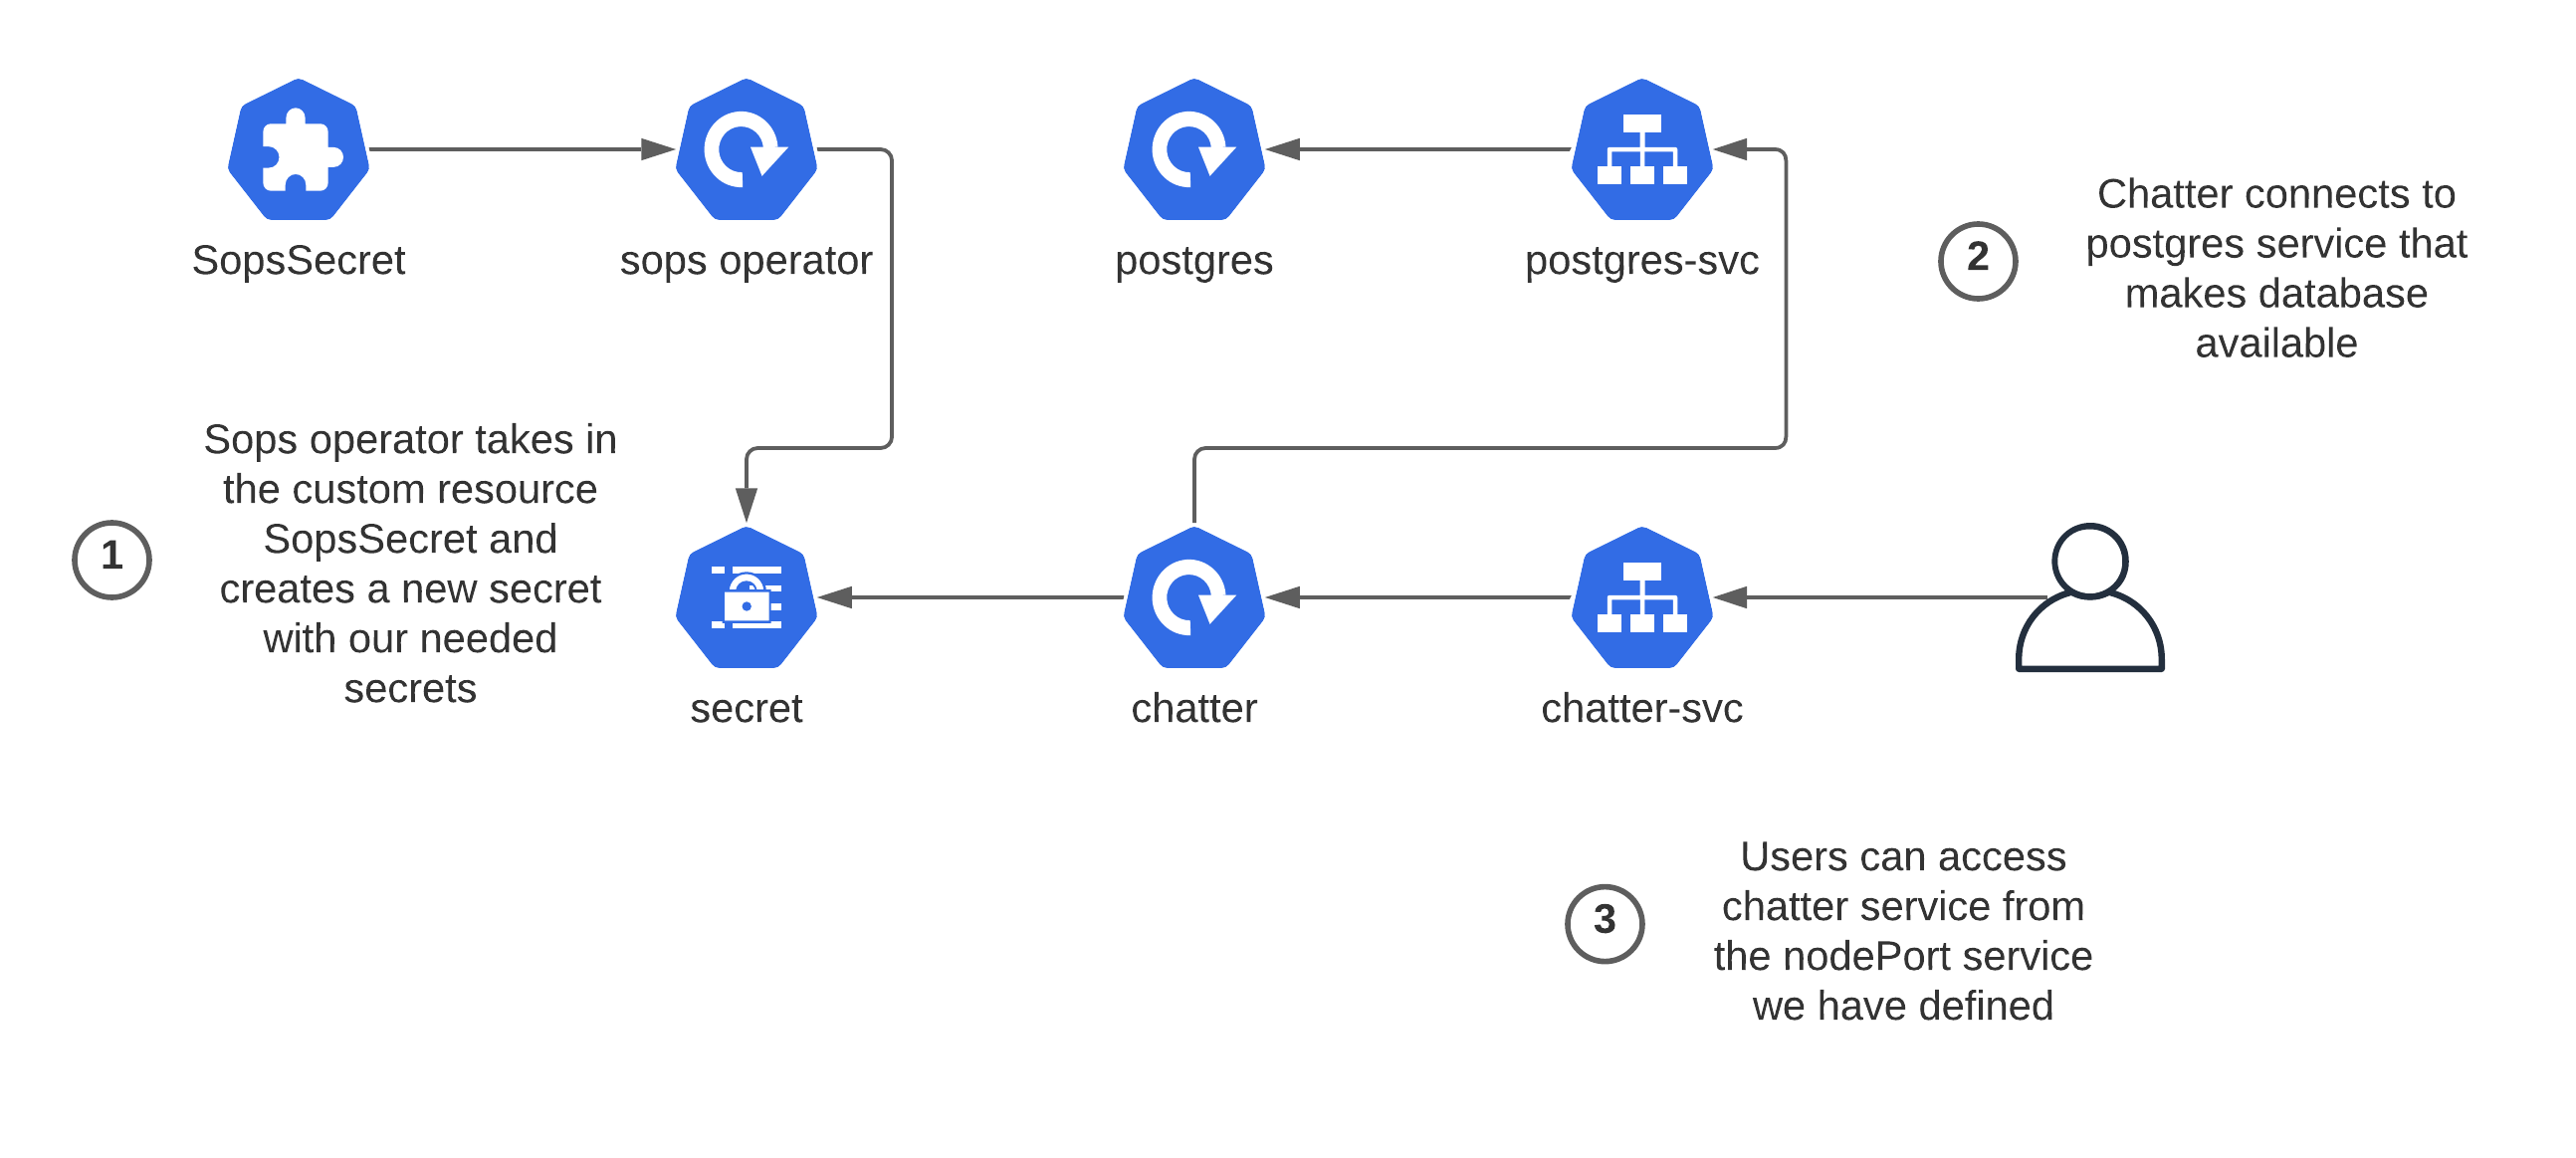 SopsSecret
sops operator
postgres
postgres-svc
2
Chatter connects to
postgres service that
makes database
available
1
Sops operator takes in
the custom resource
SopsSecret and
creates a new secret
with our needed
secrets
secret
chatter
chatter-svc
3
Users can access
chatter service from
the nodePort service
we have defined